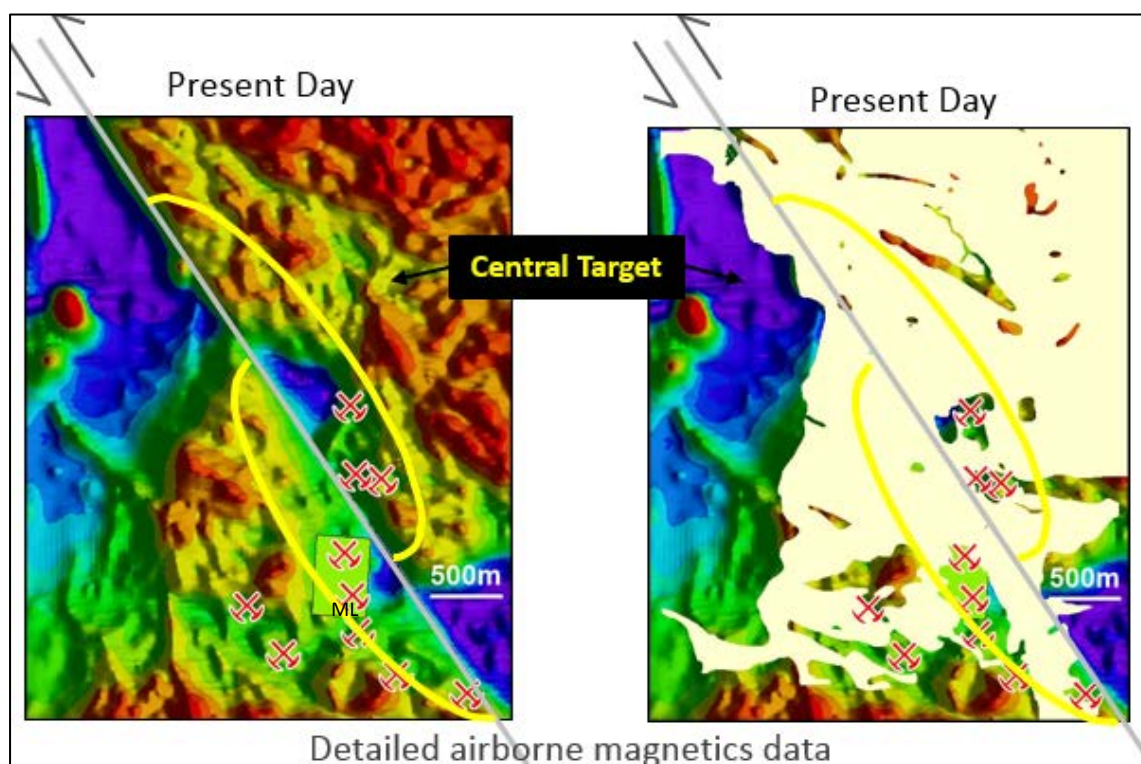 Present Day
Present Day
Central Target
500m
500m
ML
Detailed airborne magnetics data